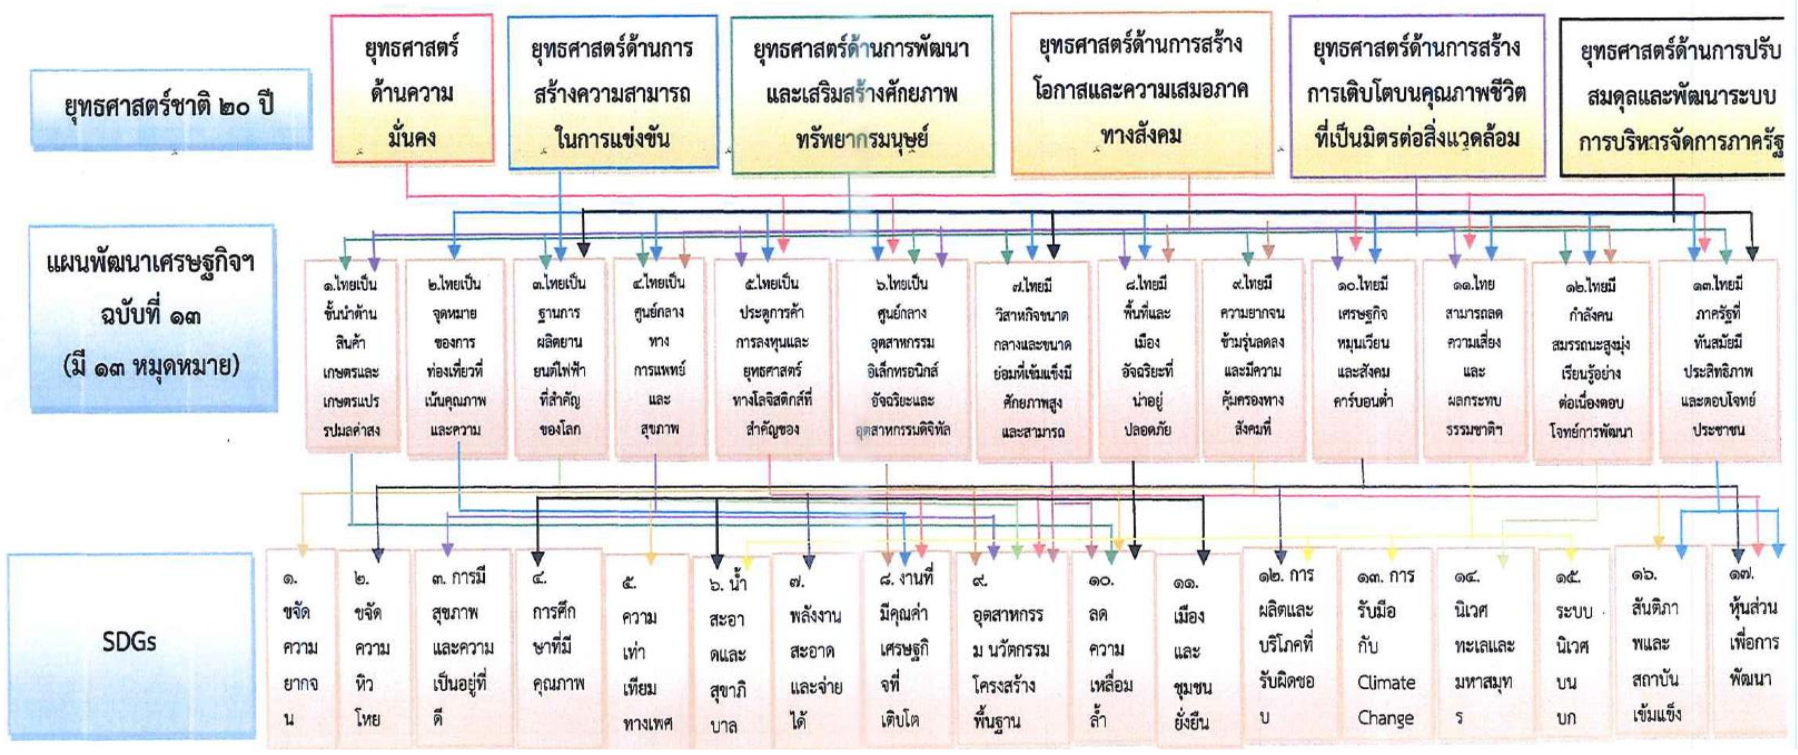 ยุทธศาสตร์ชาติ ๒๐ ปี
ยุทธศาสตร์
ด้านความ
มั่นคง
ยุทธศาสตร์ด้านการ
สร้างความสามารถ
ในการแข่งขัน
ยุทธศาสตร์ด้านการพัฒนา
และเสริมสร้างศักยภาพ
ทรัพยากรมนุษย์
ยุทธศาสตร์ด้านการสร้าง
โอกาสและความเสมอภาค
ทางสังคม
ยุทธศาสตร์ด้านการสร้าง
การเติบโตบนคุณภาพชีวิต
ที่เป็นมิตรต่อสิ่งแวดล้อม
ยุทธศาสตร์ด้านการปรับ
สมดุลและพัฒนาระบบ
การบริหารจัดการภาครัฐ
แผนพัฒนาเศรษฐกิจฯ
ฉบับที่ ๑๓
(มี ๑๓ หมุดหมาย)
๑.ไทยเป็น
ชั้นนำด้าน
สินค้า
เกษตรและ
เกษตรแปร
รูปมูลค่าสูง
๒.ไทยเป็น
จุดหมาย
ของการ
ท่องเที่ยวที่
เน้นคุณภาพ
และความ
๓.ไทยเป็น
ฐานการ
ผลิตยาน
ยนต์ไฟฟ้า
ที่สำคัญ
ของโลก
๔.ไทยเป็น
ศูนย์กลาง
ทาง
การแพทย์
และ
สุขภาพ
๕.ไทยเป็น
ประตูการค้า
การลงทุนและ
ยุทธศาสตร์
ทางโลจิสติกส์ที่
สำคัญของ
๖.ไทยเป็น
ศูนย์กลาง
อุตสาหกรรม
อิเล็กทรอนิกส์
อัจฉริยะและ
อุตสาหกรรมดิจิทัล
๗.ไทยมี
วิสาหกิจขนาด
กลางและขนาด
ย่อมที่เข้มแข็งมี
ศักยภาพสูง
และสามารถ
๘.ไทยมี
พื้นที่และ
เมือง
อัจฉริยะที่
น่าอยู่
ปลอดภัย
๙.ไทยมี
ความยากจน
ข้ามรุ่นลดลง
และมีความ
คุ้มครองทาง
สังคมที่
๑๐.ไทยมี
เศรษฐกิจ
หมุนเวียน
และสังคม
คาร์บอนต่ำ
๑๑.ไทย
สามารถลด
ความเสี่ยง
และ
ผลกระทบ
ธรรมชาติฯ
๑๒.ไทยมี
กำลังคน
สมรรถนะสูงมุ่ง
เรียนรู้อย่าง
ต่อเนื่องตอบ
โจทย์การพัฒนา
๑๓.ไทยมี
ภาครัฐที่
ทันสมัยมี
ประสิทธิภาพ
และตอบโจทย์
ประชาชน
SDGs
๑.
ขจัด
ความ
ยากจ
น
๒.
ขจัด
ความ
หิว
โหย
๓. การมี
สุขภาพ
และความ
เป็นอยู่ที่
ดี
๔.
การศึก
ษาที่มี
คุณภาพ
๕.
ความ
เท่า
เทียม
ทางเพศ
๖. น้ำ
สะอา
ดและ
สุขาภิ
บาล
๗.
พลังงาน
สะอาด
และจ่าย
ได้
๘. งานที่
มีคุณค่า
เศรษฐกิ
จที่
เติบโต
๙.
อุตสาหกรร
ม นวัตกรรม
โครงสร้าง
พื้นฐาน
๑๐.
ลด
ความ
เหลื่อม
ล้ำ
๑๑.
เมือง
และ
ชุมชน
ยั่งยืน
๑๒. การ
ผลิตและ
บริโภคที่
รับผิดชอ
บ
๑๓. การ
รับมือ
กับ
Climate
Change
๑๔.
นิเวศ
ทะเลและ
มหาสมุท
ร
๑๕.
ระบบ
นิเวศ
บน
บก
๑๖.
สันติภา
พและ
สถาบัน
เข้มแข็ง
๑๗.
หุ้นส่วน
เพื่อการ
พัฒนา